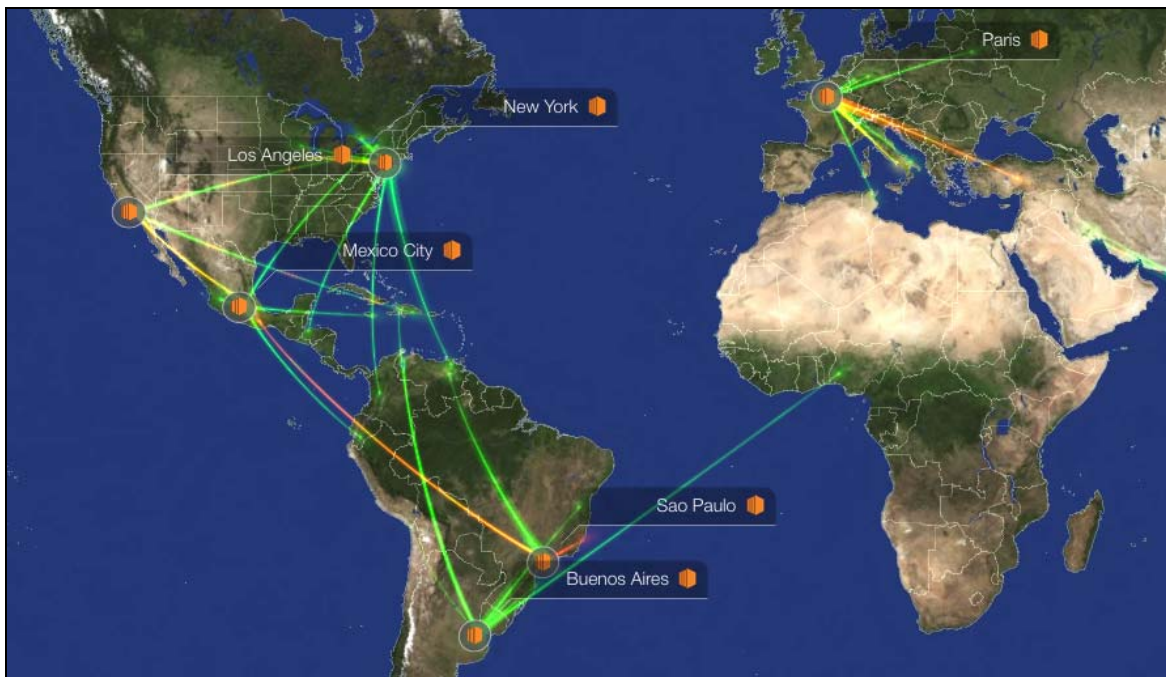 Paris
New York
Los Angeles
Mexico City
Sao Paulo
Buenos Aires